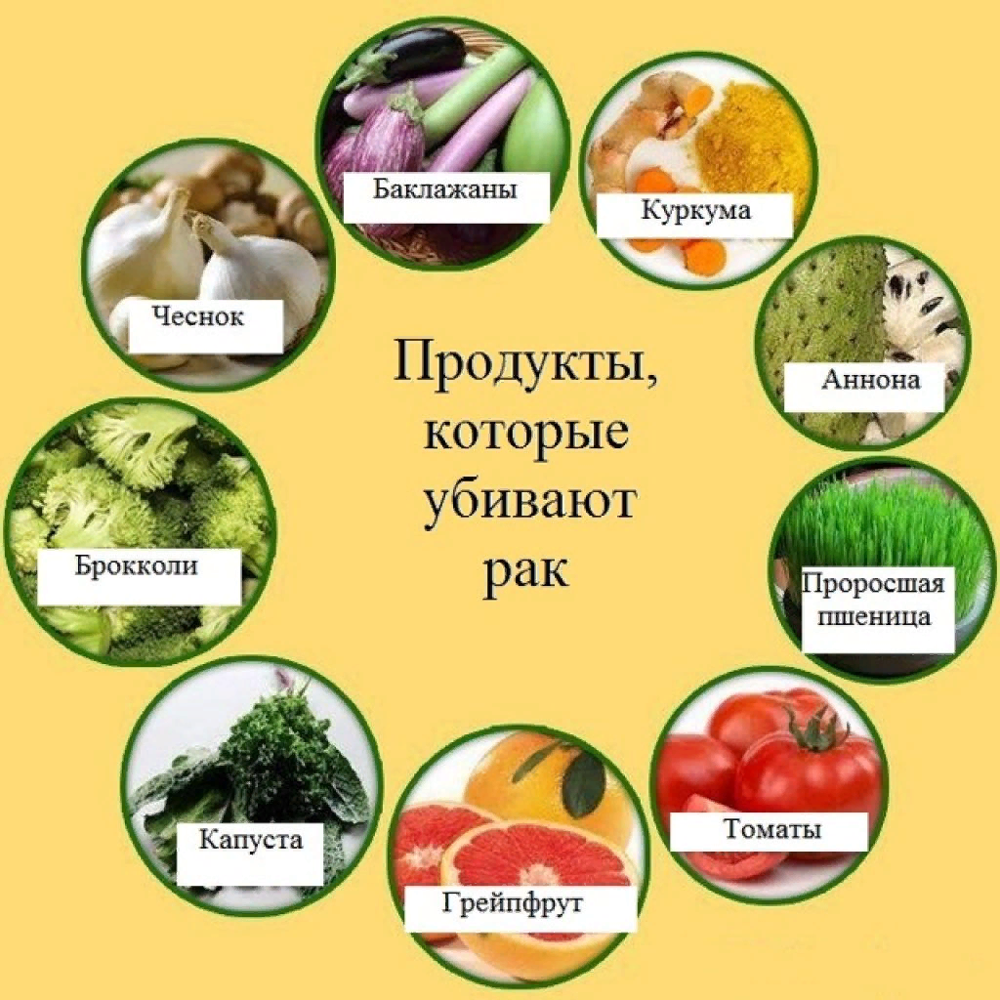 Продукты,
которые
убивают
рак
Баклажаны
Куркума
Аннона
Проросшая
пшеница
Томаты
Грейпфрут
Капуста
Брокколи
Чеснок